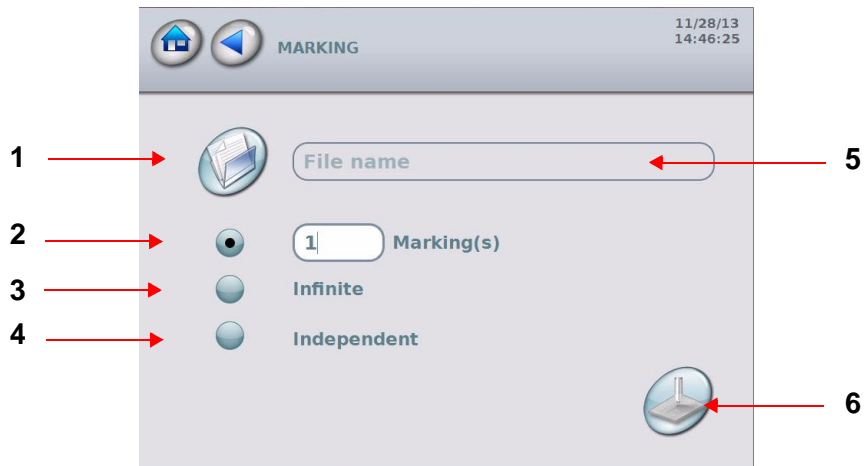 MARKING
11/28/13
14:46:25
1
File name
5
2
1 Marking(s)
3
Infinite
4
Independent
6